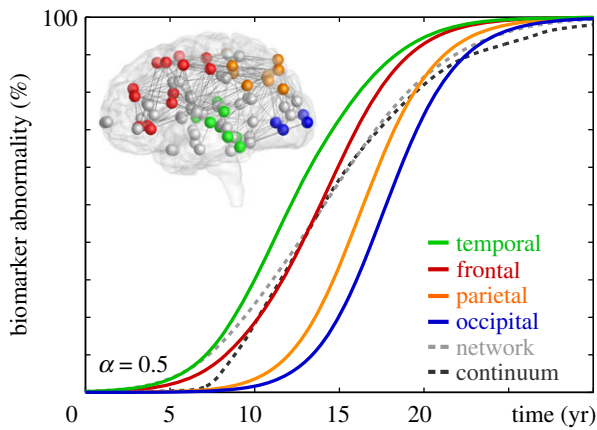 100
biomarker abnormality (%)
temporal
frontal
parietal
occipital
network
continuum
α = 0.5
0 5 10 15 20 time (yr)